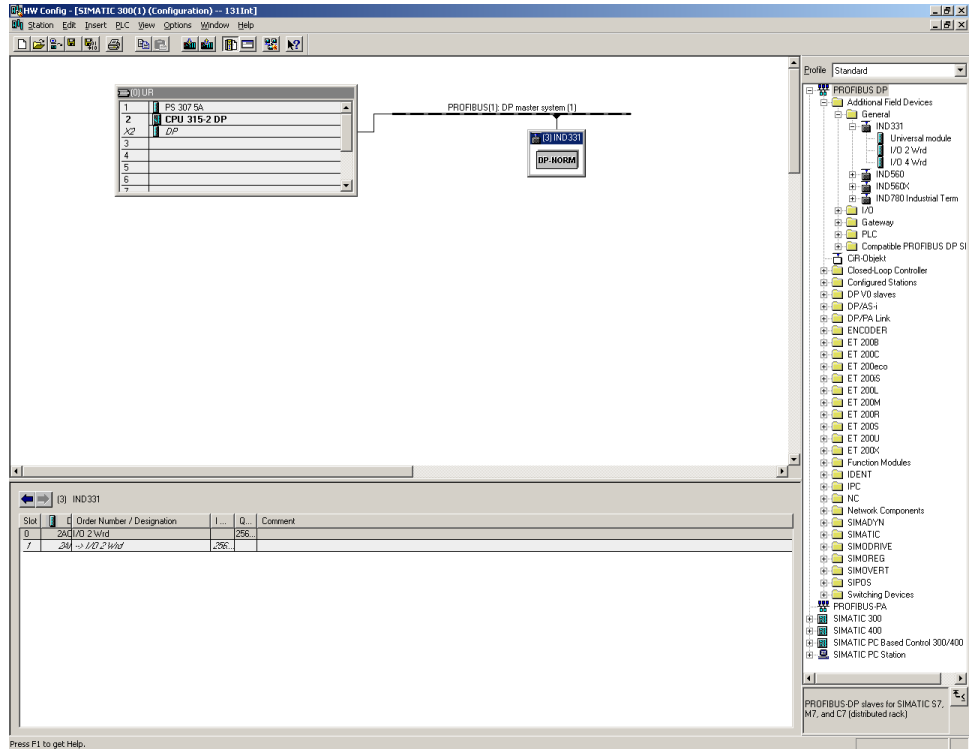 HW Config - [SIMATIC 300(1) (Configuration) -- 131Int]
Station Edit Insert PLC View Options Window Help
(0) UR
1 PS 307 5A
2 CPU 315-2 DP
X2 DP
3
4
5
6
7
PROFIBUS(1): DP master system (1)
(3) IND331
DP-NORM
(3) IND331
Slot D Order Number / Designation I ... Q... Comment
0 2AO I/O 2 Wrd 256...
1 2AI --> I/O 2 Wrd 256...
Press F1 to get Help.
Profile Standard
PROFIBUS DP
Additional Field Devices
General
IND331
Universal module
I/O 2 Wrd
I/O 4 Wrd
IND560
IND560X
IND780 Industrial Term
I/O
Gateway
PLC
Compatible PROFIBUS DP Sl
CiR-Objekt
Closed-Loop Controller
Configured Stations
DP V0 slaves
DP/AS-i
DP/PA Link
ENCODER
ET 200B
ET 200C
ET 200eco
ET 200iS
ET 200L
ET 200M
ET 200R
ET 200S
ET 200U
ET 200X
Function Modules
IDENT
IPC
NC
Network Components
SIMADYN
SIMATIC
SIMODRIVE
SIMOREG
SIMOVERT
SIPOS
Switching Devices
PROFIBUS-PA
SIMATIC 300
SIMATIC 400
SIMATIC PC Based Control 300/400
SIMATIC PC Station
PROFIBUS-DP slaves for SIMATIC S7,
M7, and C7 (distributed rack)